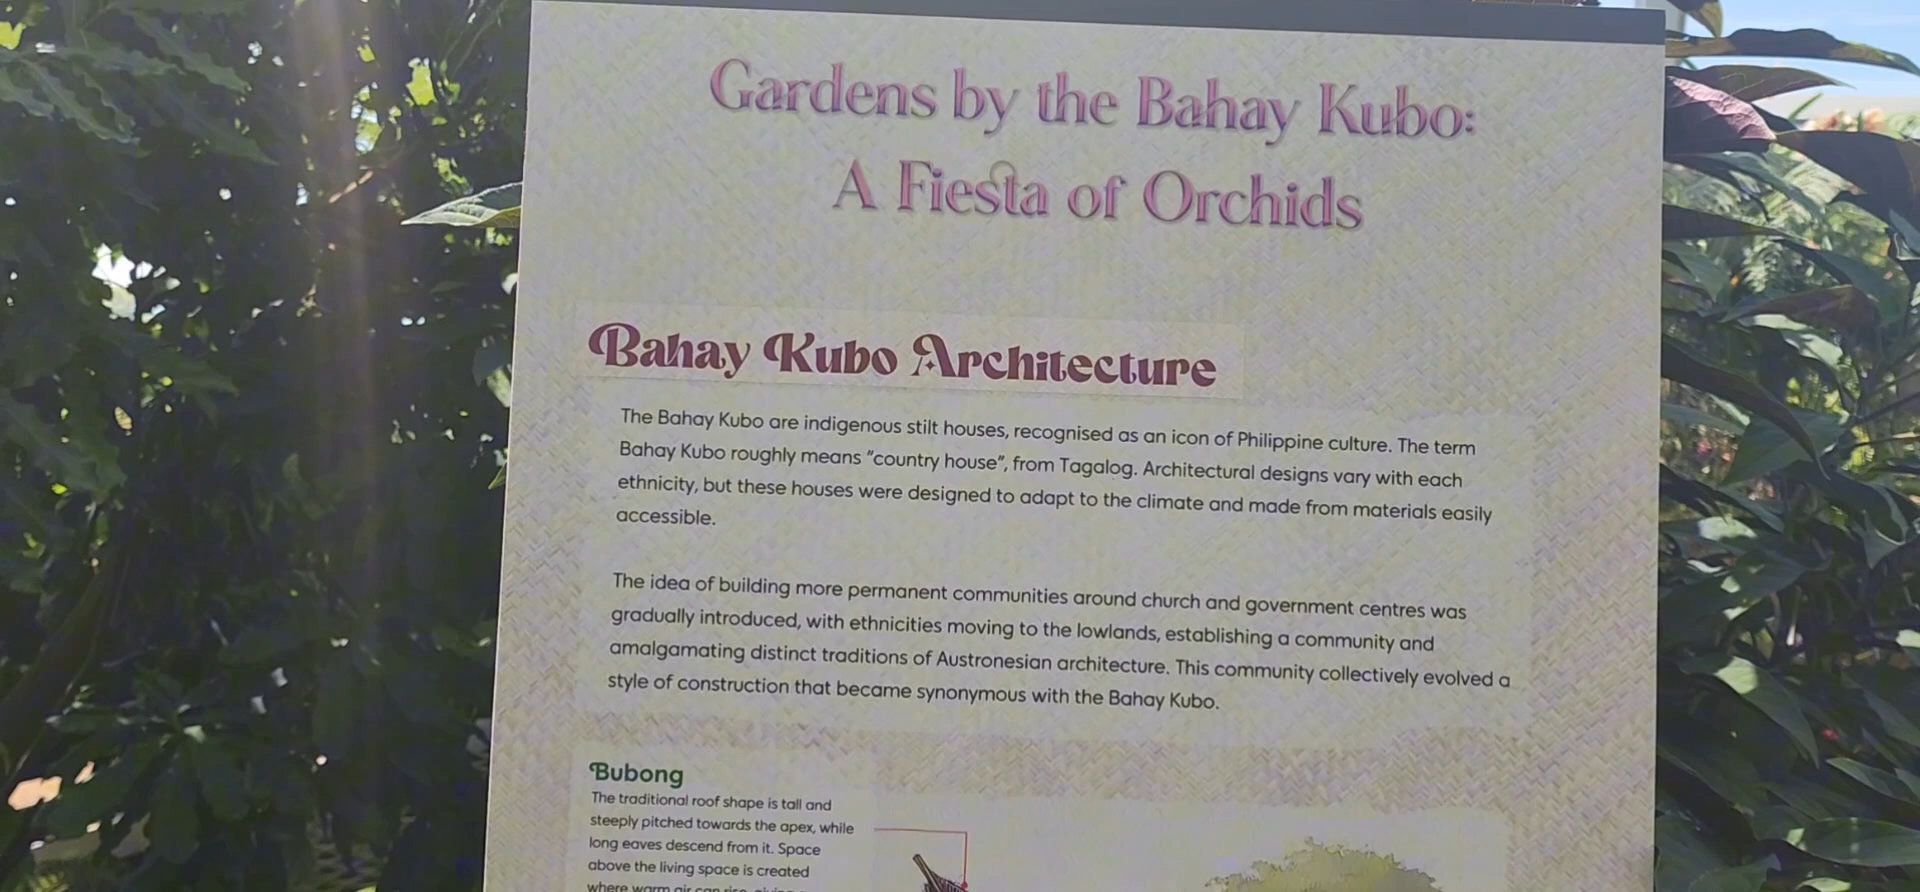 Gardens by the Bahay Kubo:
A Fiesta of Orchids
Bahay Kubo Architecture
The Bahay Kubo are indigenous stilt houses, recognised as an icon of Philippine culture. The term
Bahay Kubo roughly means "country house", from Tagalog. Architectural designs vary with each
ethnicity, but these houses were designed to adapt to the climate and made from materials easily
accessible.
The idea of building more permanent communities around church and government centres was
gradually introduced, with ethnicities moving to the lowlands, establishing a community and
amalgamating distinct traditions of Austronesian architecture. This community collectively evolved a
style of construction that became synonymous with the Bahay Kubo.
Bubong
The traditional roof shape is tall and
steeply pitched towards the apex, while
long eaves descend from it. Space
above the living space is created
where warm air can rise,